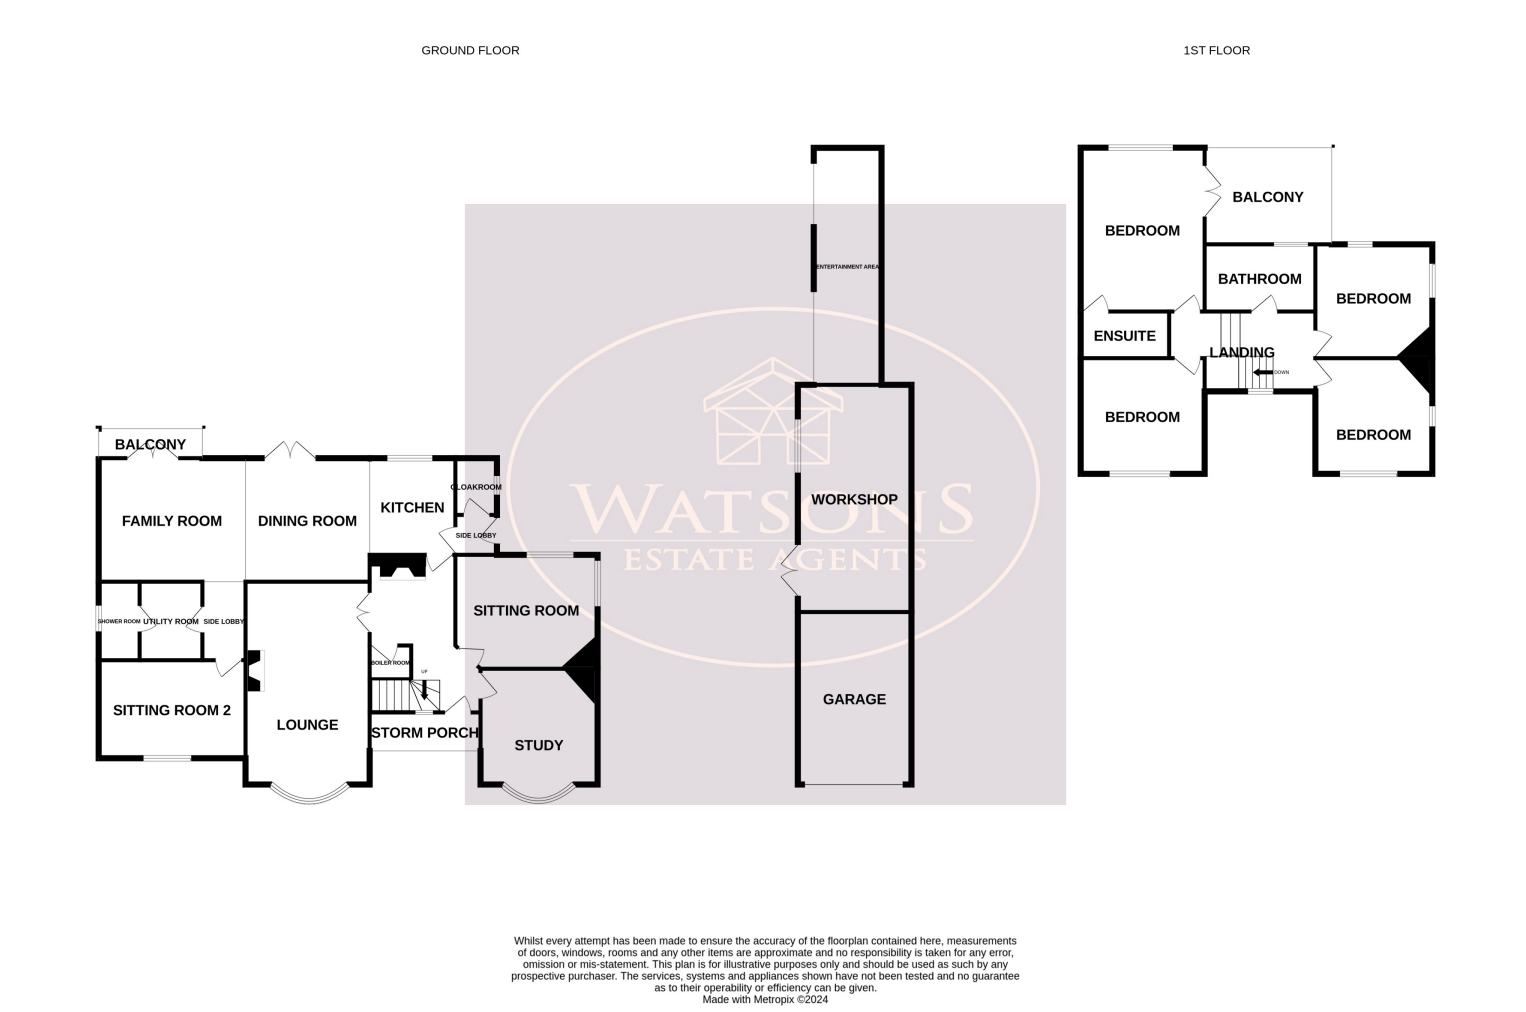 GROUND FLOOR
1ST FLOOR
BALCONY
FAMILY ROOM
DINING ROOM
KITCHEN
CLOAKROOM
SIDE LOBBY
SHOWER ROOM
UTILITY ROOM
SIDE LOBBY
SITTING ROOM
BOILER ROOM
UP
SITTING ROOM 2
LOUNGE
STORM PORCH
STUDY
ENTERTAINMENT AREA
WORKSHOP
GARAGE
WATSONS
ESTATE AGENTS
BEDROOM
BALCONY
BATHROOM
BEDROOM
ENSUITE
LANDING
DOWN
BEDROOM
BEDROOM
Whilst every attempt has been made to ensure the accuracy of the floorplan contained here, measurements
of doors, windows, rooms and any other items are approximate and no responsibility is taken for any error,
omission or mis-statement. This plan is for illustrative purposes only and should be used as such by any
prospective purchaser. The services, systems and appliances shown have not been tested and no guarantee
as to their operability or efficiency can be given.
Made with Metropix ©2024